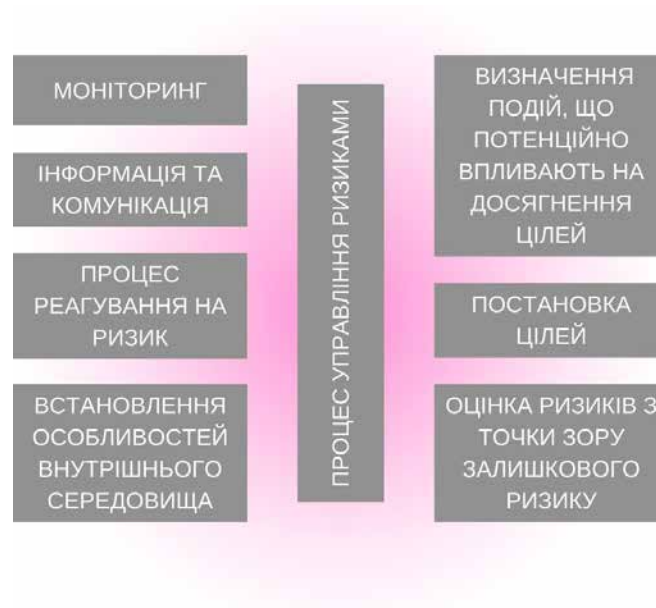 МОНІТОРИНГ
ІНФОРМАЦІЯ ТА
КОМУНІКАЦІЯ
ПРОЦЕС
РЕАГУВАННЯ НА
РИЗИК
ВСТАНОВЛЕННЯ
ОСОБЛИВОСТЕЙ
ВНУТРІШНЬОГО
СЕРЕДОВИЩА
ПРОЦЕС УПРАВЛІННЯ РИЗИКАМИ
ВИЗНАЧЕННЯ
ПОДІЙ, ЩО
ПОТЕНЦІЙНО
ВПЛИВАЮТЬ НА
ДОСЯГНЕННЯ
ЦІЛЕЙ
ПОСТАНОВКА
ЦІЛЕЙ
ОЦІНКА РИЗИКІВ З
ТОЧКИ ЗОРУ
ЗАЛИШКОВОГО
РИЗИКУ